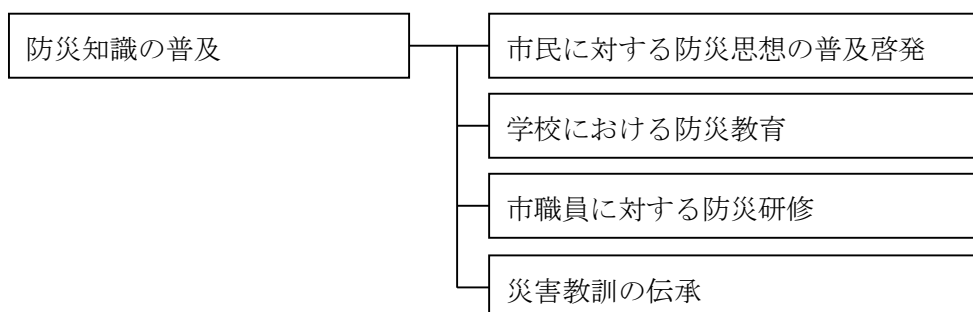 防災知識の普及
市民に対する防災思想の普及啓発
学校における防災教育
市職員に対する防災研修
災害教訓の伝承